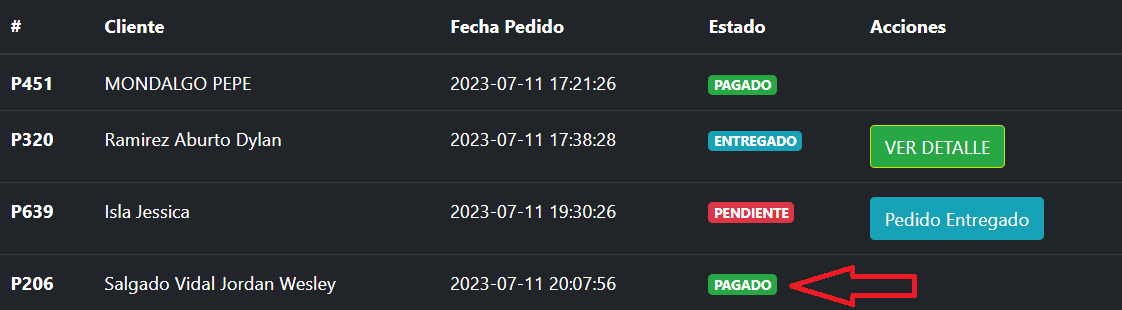 # Cliente Fecha Pedido Estado Acciones
P451 MONDALGO PEPE 2023-07-11 17:21:26 PAGADO
P320 Ramirez Aburto Dylan 2023-07-11 17:38:28 ENTREGADO VER DETALLE
P639 Isla Jessica 2023-07-11 19:30:26 PENDIENTE Pedido Entregado
P206 Salgado Vidal Jordan Wesley 2023-07-11 20:07:56 PAGADO